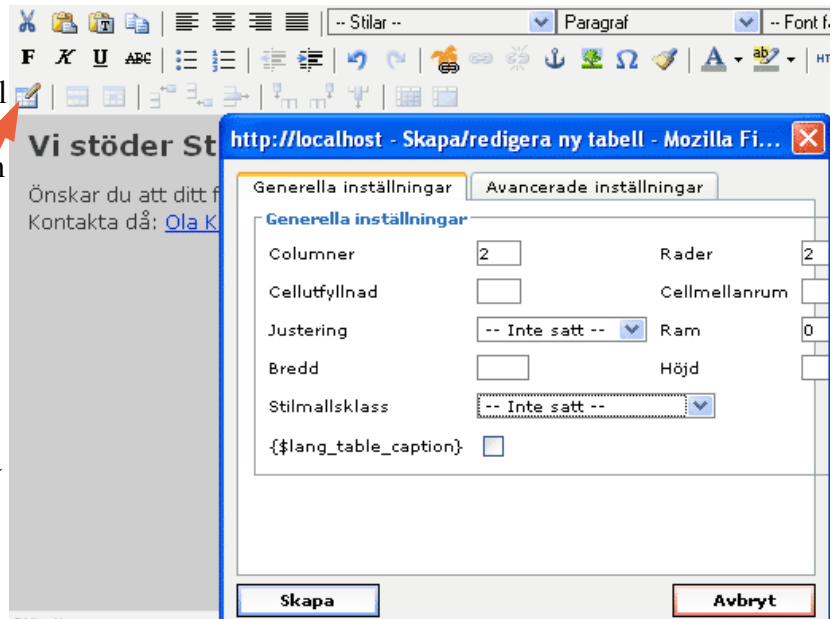 -- Stilar -- Paragraf -- Font f
F K U ABC A ab HT
l
n
Vi stöder St
Önskar du att ditt f
Kontakta då: Ola K
http://localhost - Skapa/redigera ny tabell - Mozilla Fi...
Generella inställningar Avancerade inställningar
Generella inställningar
Columner 2 Rader 2
Cellutfyllnad Cellmellanrum
Justering -- Inte satt -- Ram 0
Bredd Höjd
Stilmallsklass -- Inte satt --
{$lang_table_caption}
Skapa Avbryt